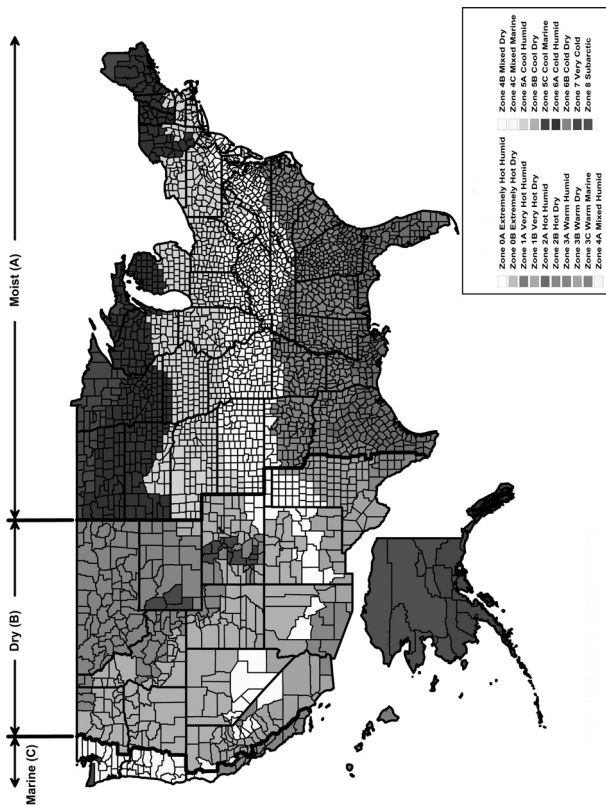 Marine (C)
Dry (B)
Moist (A)
Zone 0A Extremely Hot Humid
Zone 0B Extremely Hot Dry
Zone 1A Very Hot Humid
Zone 1B Very Hot Dry
Zone 2A Hot Humid
Zone 2B Hot Dry
Zone 3A Warm Humid
Zone 3B Warm Dry
Zone 3C Warm Marine
Zone 4A Mixed Humid
Zone 4B Mixed Dry
Zone 4C Mixed Marine
Zone 5A Cool Humid
Zone 5B Cool Dry
Zone 5C Cool Marine
Zone 6A Cold Humid
Zone 6B Cold Dry
Zone 7 Very Cold
Zone 8 Subarctic